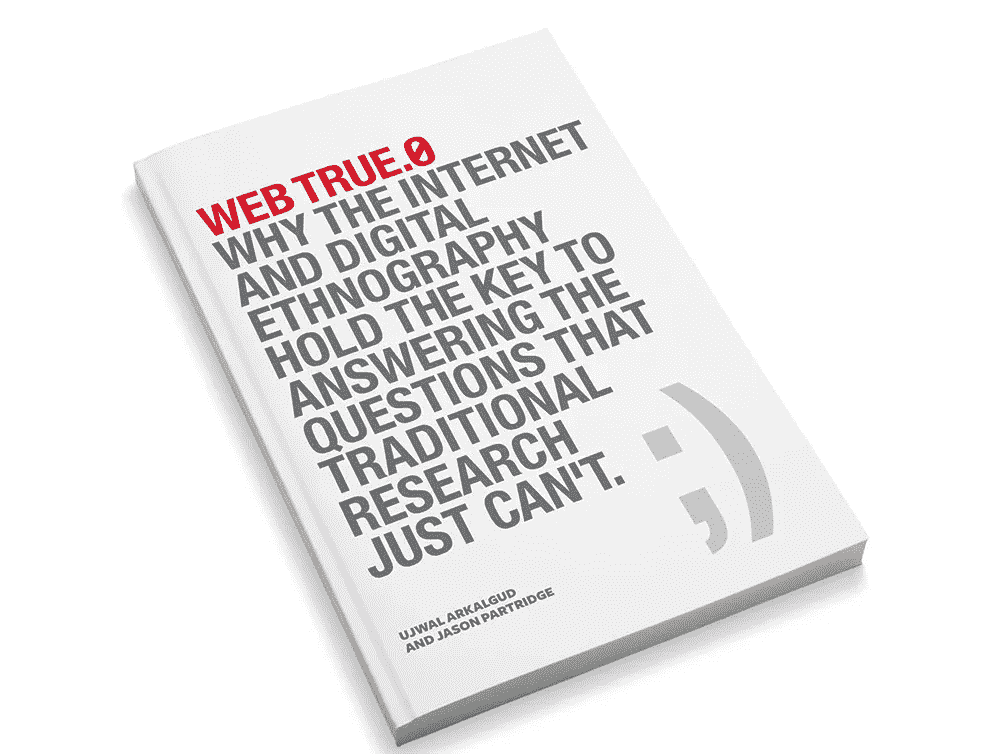 WEB TRUE.0
WHY THE INTERNET
AND DIGITAL
ETHNOGRAPHY
HOLD THE KEY TO
ANSWERING THE
QUESTIONS THAT
TRADITIONAL
RESEARCH
JUST CAN'T.
;)
UJWAL ARKALGUD
AND JASON PARTRIDGE